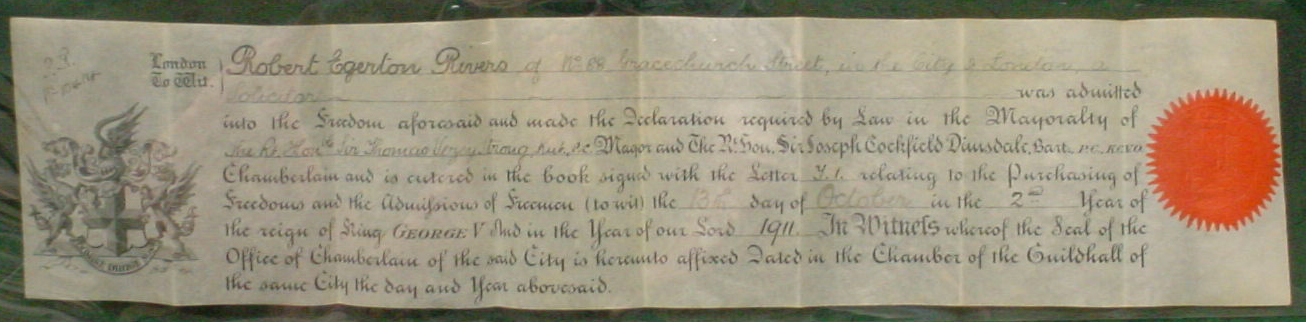 London
To Wit.
Robert Egerton Rivers of No 88 Gracechurch Street, in the City of London, a
Solicitor was admitted
into the Freedom aforesaid and made the Declaration required by Law in the Mayoralty of
The Rt. Honble Sir Thomas Vezey Strong, Knt., P.C. Mayor and The Rt. Hon. Sir Joseph Cockfield Dimsdale, Bart. P.C. K.C.V.O.
Chamberlain and is entered in the book signed with the Letter relating to the Purchasing of
Freedoms and the Admissions of Freemen (to wit) the 13th day of October in the 2nd Year of
the reign of King GEORGE V And in the Year of our Lord 1911. In Witness whereof the Seal of the
Office of Chamberlain of the said City is hereunto affixed Dated in the Chamber of the Guildhall of
the same City the day and Year abovesaid.